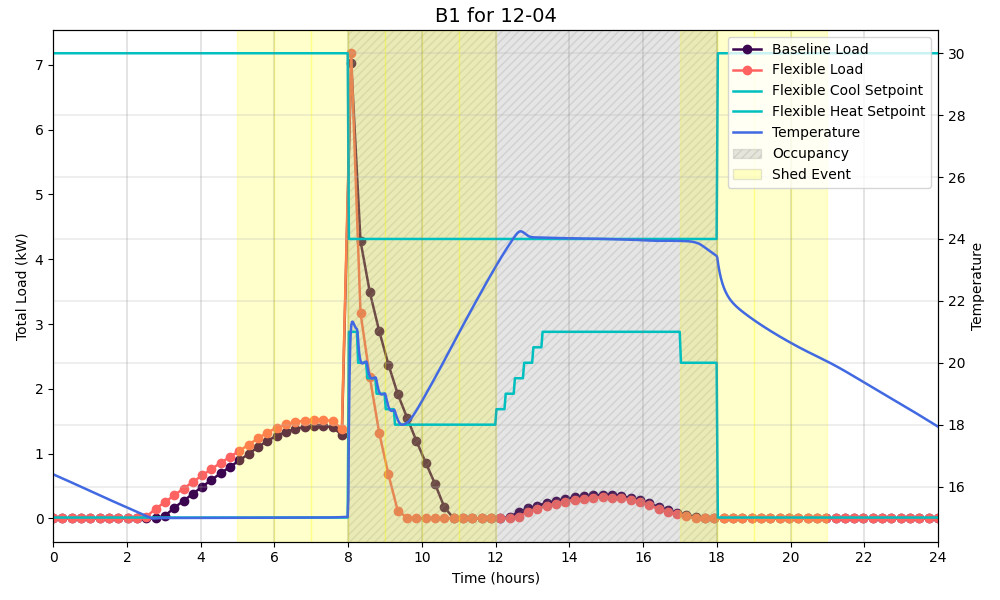 B1 for 12-04
Total Load (kW)
7
6
5
4
3
2
1
0
30
28
26
24
22
20
18
16
Temperature
Baseline Load
Flexible Load
Flexible Cool Setpoint
Flexible Heat Setpoint
Temperature
Occupancy
Shed Event
0 2 4 6 8 10 12 14 16 18 20 22 24
Time (hours)